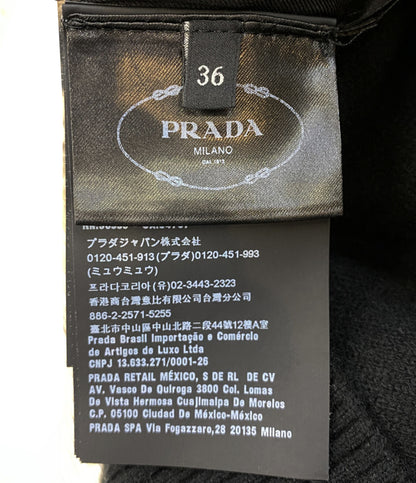 36
PRADA
MILANO
DAL 1913
プラダジャパン株式会社
0120-451-913 (プラダ) 0120-451-993
(ミュウミュウ)
프라다코리아(유) 02-3443-2323
香港商台灣意比有限公司台灣分公司
886-2-2571-5255
臺北市中山區中山北路二段44號12樓A室
Prada Brasil Importação e Comércio
de Artigos de Luxo Ltda
CNPJ 13.633.271/0001-26
PRADA RETAIL MÉXICO, S DE RL DE CV
AV. Vasco De Quiroga 3800 Col. Lomas
De Vista Hermosa Cuajimalpa De Morelos
C.P. 05100 Ciudad De México-México
PRADA SPA Via Fogazzaro,28 20135 Milano